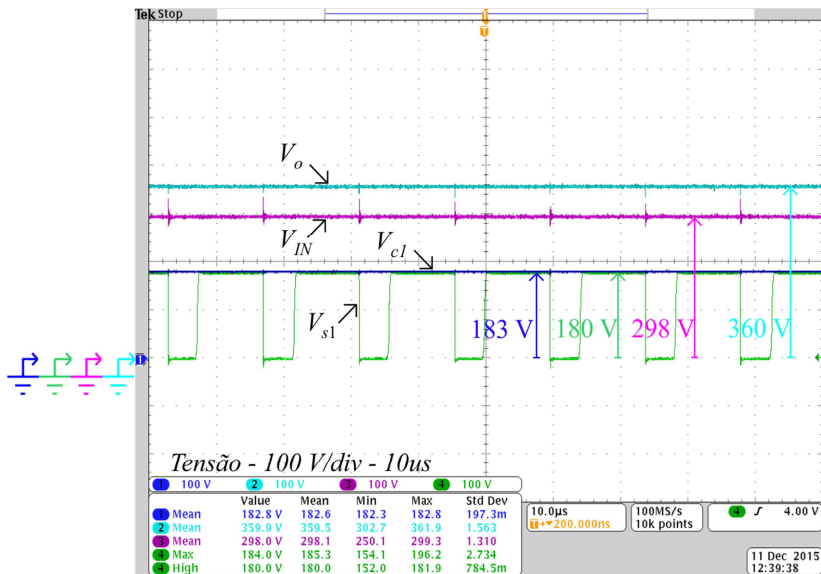 Tek Stop
T
T
V_o
V_IN
V_c1
V_s1
183 V
180 V
298 V
360 V
Tensão - 100 V/div - 10us
1 100 V 2 100 V 3 100 V 4 100 V
Value Mean Min Max Std Dev
1 Mean 182.8 V 182.6 182.3 182.8 197.3m
2 Mean 359.9 V 359.5 302.7 361.9 1.563
3 Mean 298.0 V 298.1 250.1 299.3 1.310
4 Max 184.0 V 185.3 154.1 196.2 2.734
4 High 180.0 V 180.0 152.0 181.9 784.5m
10.0µs
T→▼200.000ns
100MS/s
10k points
4 4.00 V
11 Dec 2015
12:39:38